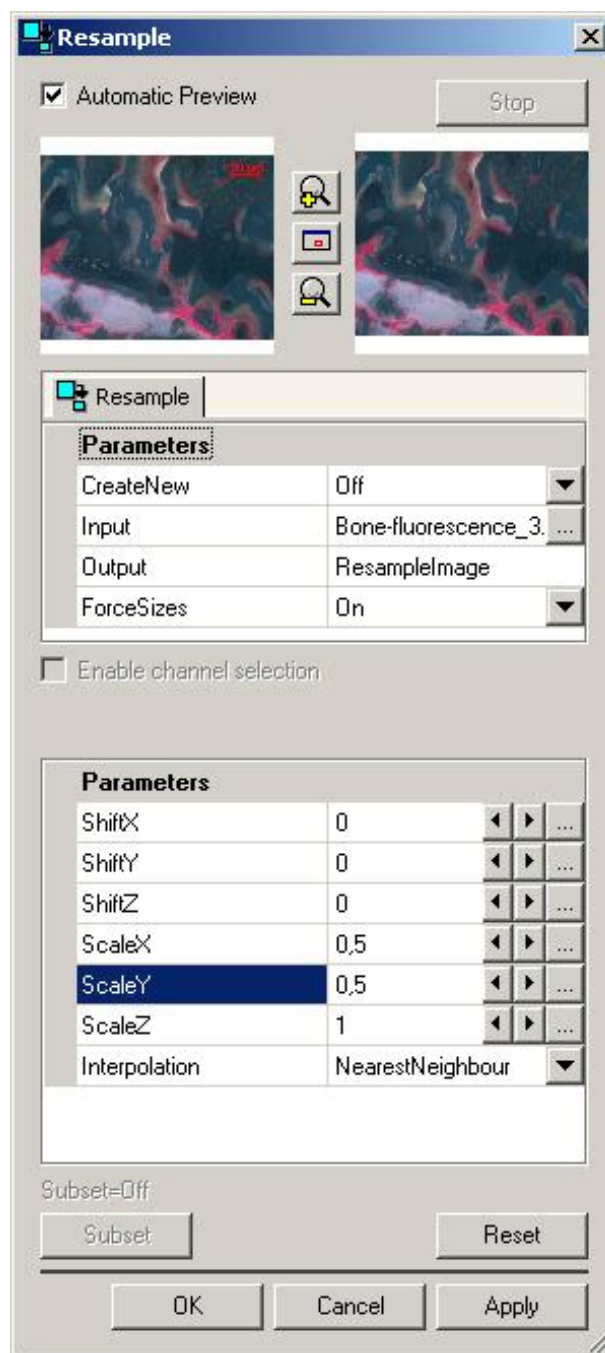 Resample
Automatic Preview
Stop
Resample
Parameters
CreateNew Off
Input Bone-fluorescence_3. ...
Output ResampleImage
ForceSizes On
Enable channel selection
Parameters
ShiftX 0 ...
ShiftY 0 ...
ShiftZ 0 ...
ScaleX 0,5 ...
ScaleY 0,5 ...
ScaleZ 1 ...
Interpolation NearestNeighbour
Subset=Off
Subset Reset
OK Cancel Apply